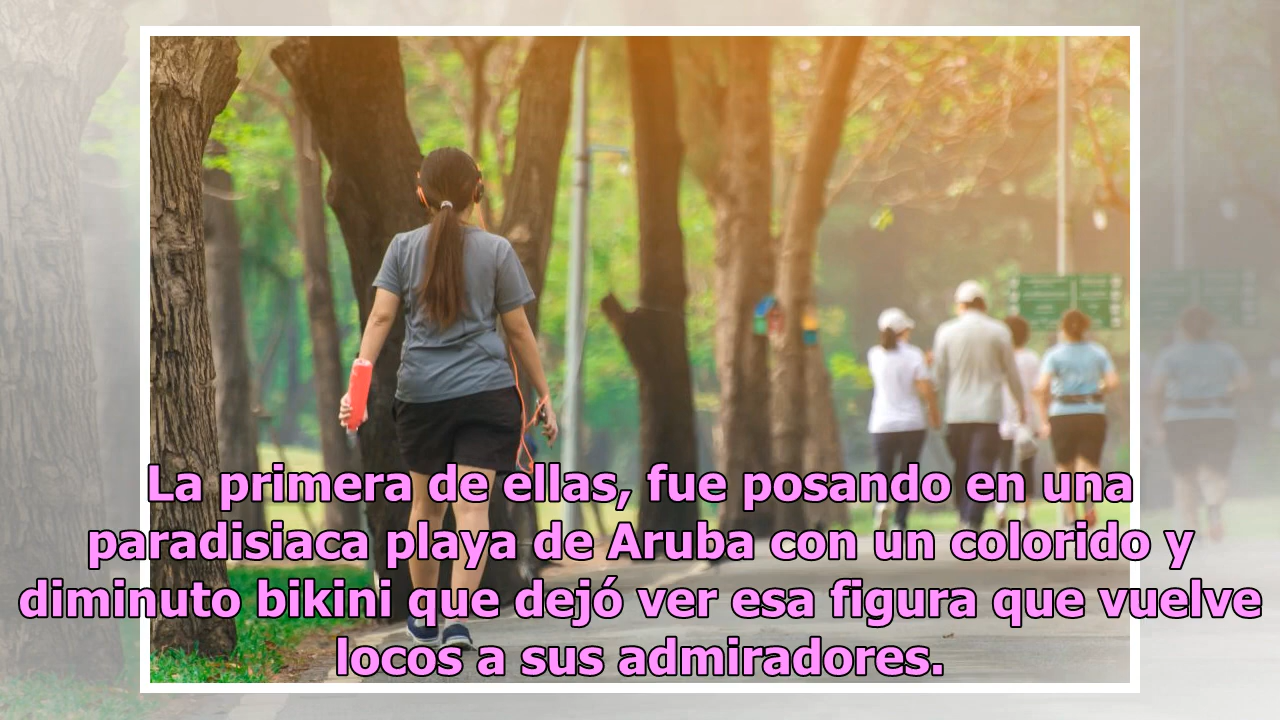 La primera de ellas, fue posando en una
paradisiaca playa de Aruba con un colorido y
diminuto bikini que dejó ver esa figura que vuelve
locos a sus admiradores.